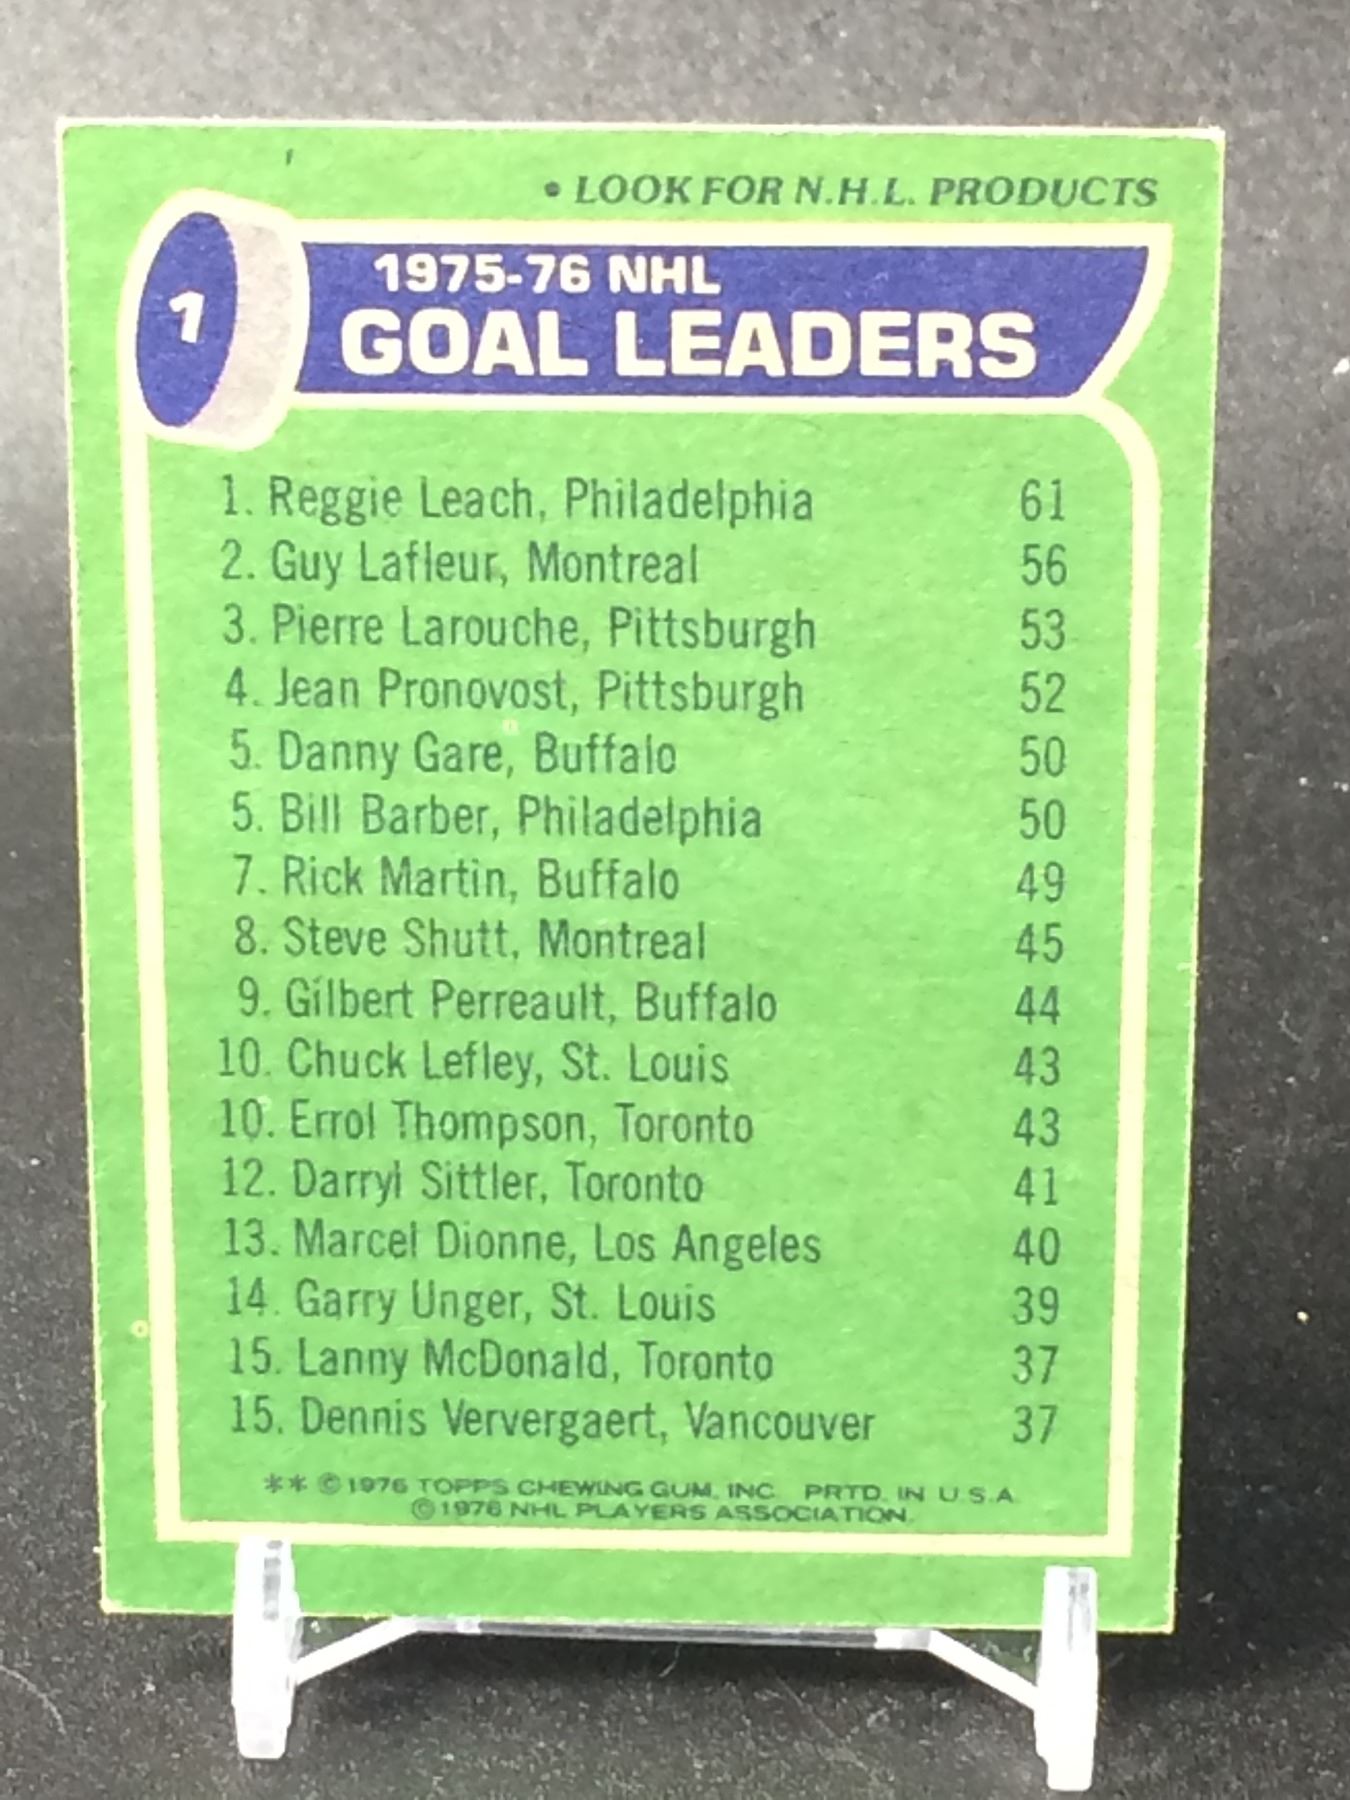 • LOOK FOR N.H.L. PRODUCTS
1
1975-76 NHL
GOAL LEADERS
1. Reggie Leach, Philadelphia 61
2. Guy Lafleur, Montreal 56
3. Pierre Larouche, Pittsburgh 53
4. Jean Pronovost, Pittsburgh 52
5. Danny Gare, Buffalo 50
5. Bill Barber, Philadelphia 50
7. Rick Martin, Buffalo 49
8. Steve Shutt, Montreal 45
9. Gilbert Perreault, Buffalo 44
10. Chuck Lefley, St. Louis 43
10. Errol Thompson, Toronto 43
12. Darryl Sittler, Toronto 41
13. Marcel Dionne, Los Angeles 40
14. Garry Unger, St. Louis 39
15. Lanny McDonald, Toronto 37
15. Dennis Ververgaert, Vancouver 37
** © 1976 TOPPS CHEWING GUM, INC. PRTD. IN U.S.A.
© 1976 NHL PLAYERS ASSOCIATION.